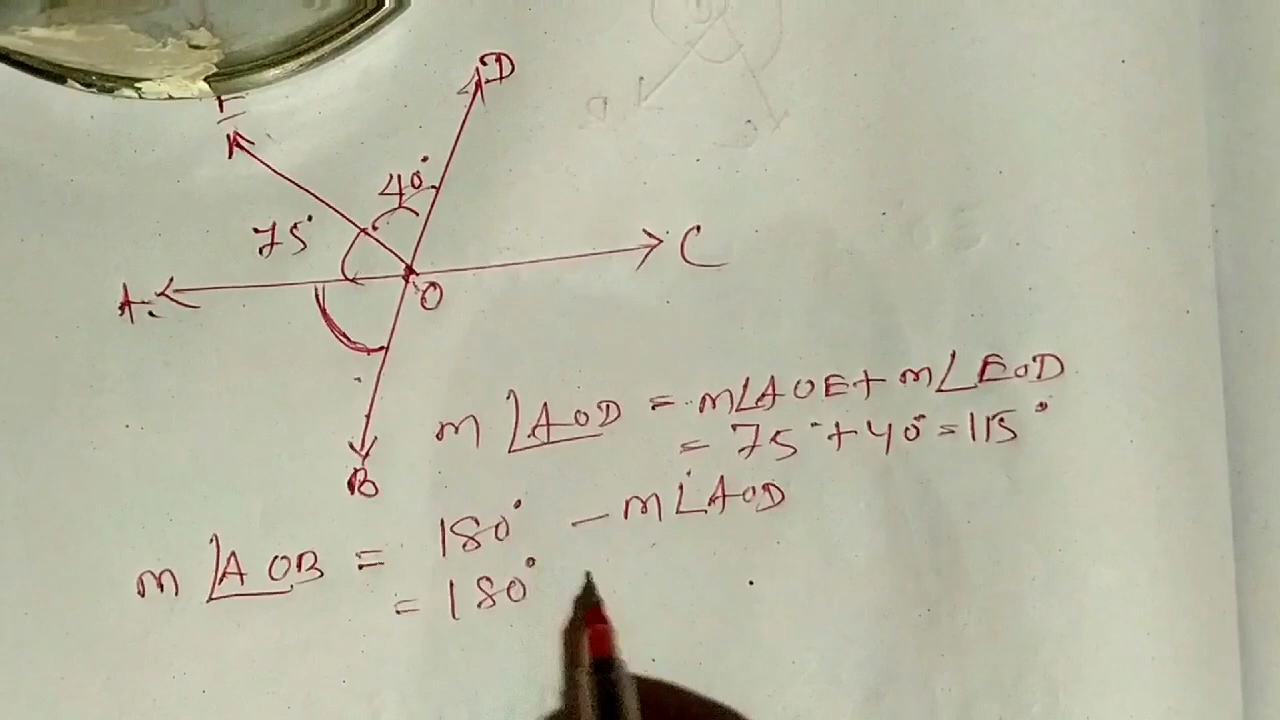 D
E
40°
75°
C
A
O
B
m∠AOD = m∠AOE + m∠EOD
= 75° + 40° = 115°
m∠AOB = 180° - m∠AOD
= 180°